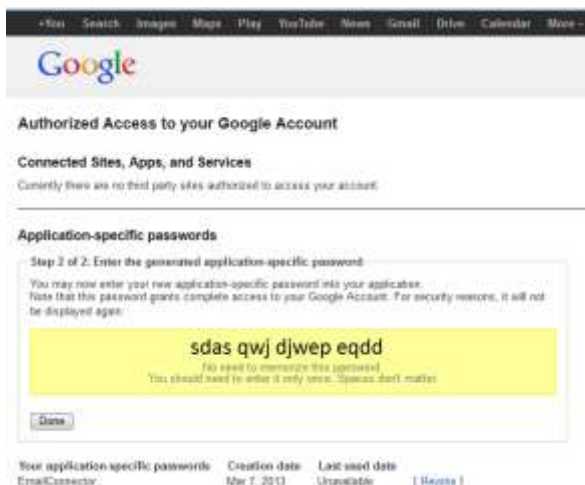 +You Search Images Maps Play YouTube News Gmail Drive Calendar More
Google
Authorized Access to your Google Account
Connected Sites, Apps, and Services
Currently there are no third party sites authorized to access your account.
Application-specific passwords
Step 2 of 2: Enter the generated application-specific password
You may now enter your new application-specific password into your application.
Note that this password grants complete access to your Google Account. For security reasons, it will not
be displayed again:
sdas qwj djwep eqdd
No need to memorize this password.
You should need to enter it only once. Spaces don't matter.
Done
Your application-specific passwords Creation date Last used date
EmailConnector Mar 7, 2013 Unavailable [ Revoke ]